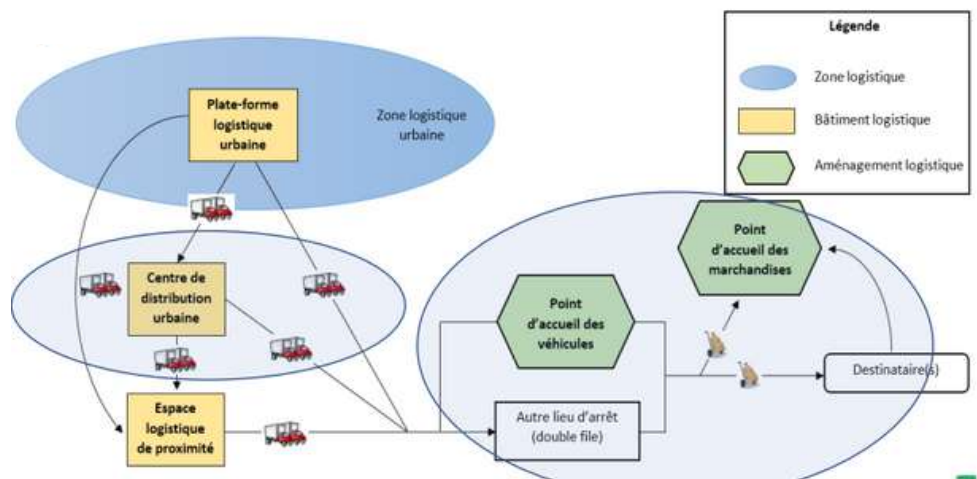 Légende
Zone logistique
Bâtiment logistique
Aménagement logistique
Plate-forme
logistique
urbaine
Zone logistique
urbaine
Centre de
distribution
urbaine
Espace
logistique
de proximité
Point
d'accueil des
véhicules
Autre lieu d'arrêt
(double file)
Point
d'accueil des
marchandises
Destinataire(s)